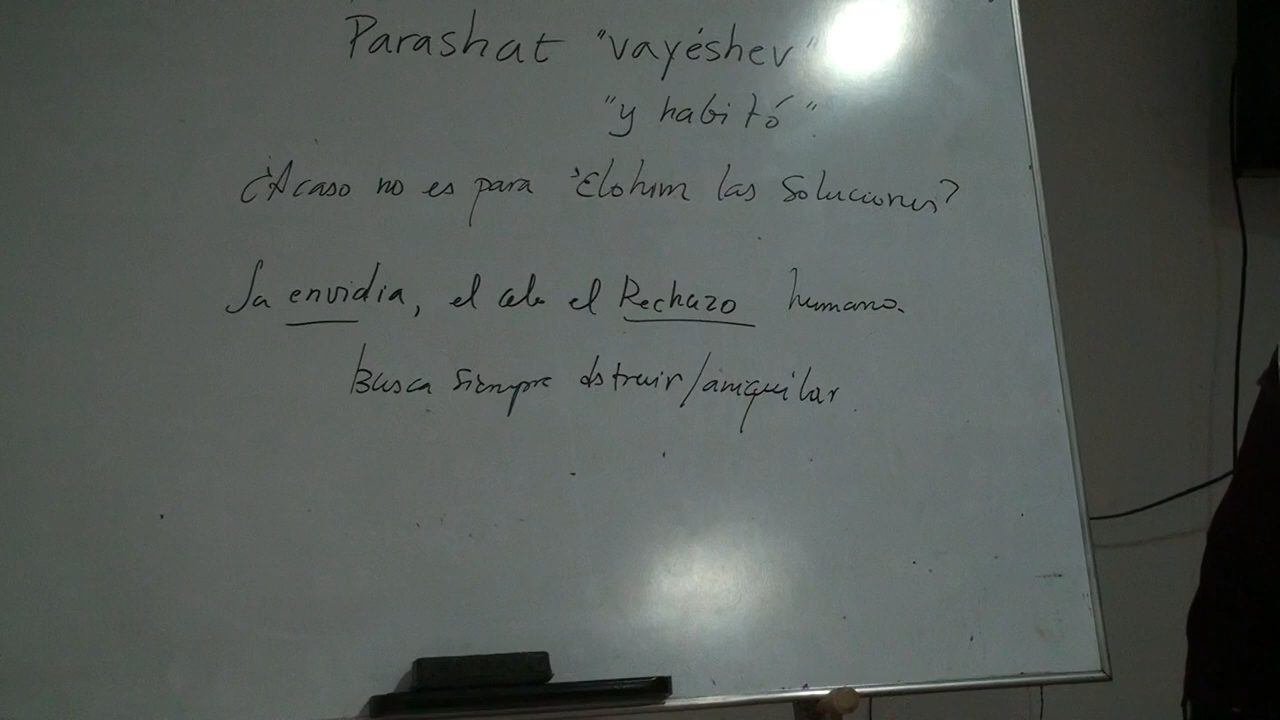 Parashat "vayéshev"
"y habitó"
¿Acaso no es para 'Elohim las Soluciones?
La envidia, el celo el Rechazo humano.
Busca siempre destruir/aniquilar